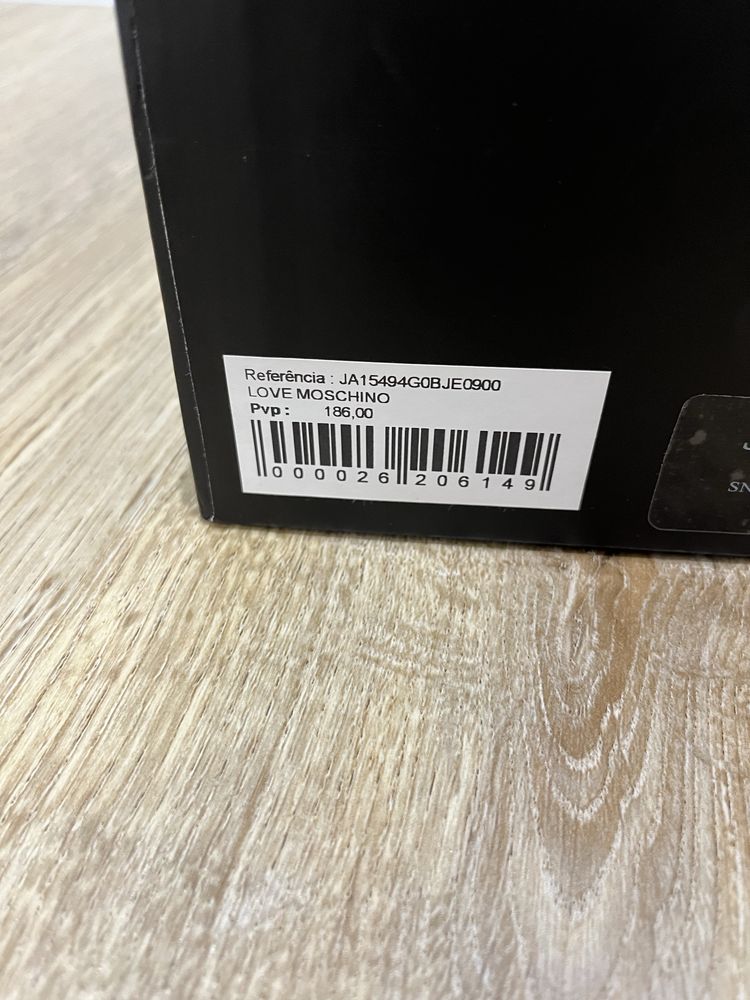 Referência : JA15494G0BJE0900
LOVE MOSCHINO
Pvp : 186,00
000026 206149